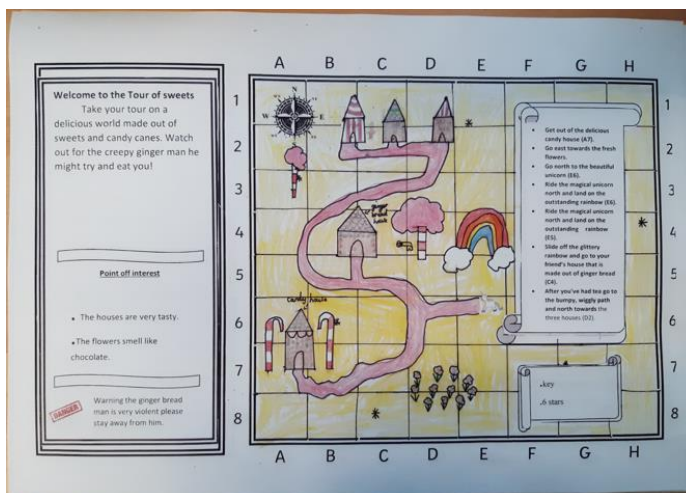 A B C D E F G H
Welcome to the Tour of sweets
Take your tour on a
delicious world made out of
sweets and candy canes. Watch
out for the creepy ginger man he
might try and eat you!
Point off interest
• The houses are very tasty.
•The flowers smell like
chocolate.
DANGER
Warning the ginger bread
man is very violent please
stay away from him.
1
2
3
4
5
6
7
8
N
W E
candy house
• Get out of the delicious
candy house (A7).
• Go east towards the fresh
flowers.
• Go north to the beautiful
unicorn (E6).
• Ride the magical unicorn
north and land on the
outstanding rainbow (E6).
• Ride the magical unicorn
north and land on the
outstanding rainbow
(E5).
• Slide off the glittery
rainbow and go to your
friend's house that is
made out of ginger bread
(C4).
• After you've had tea go to
the bumpy, wiggly path
and north towards the
three houses (D2).
.key
.6 stars
1
2
3
4
5
6
7
8
A B C D E F G H